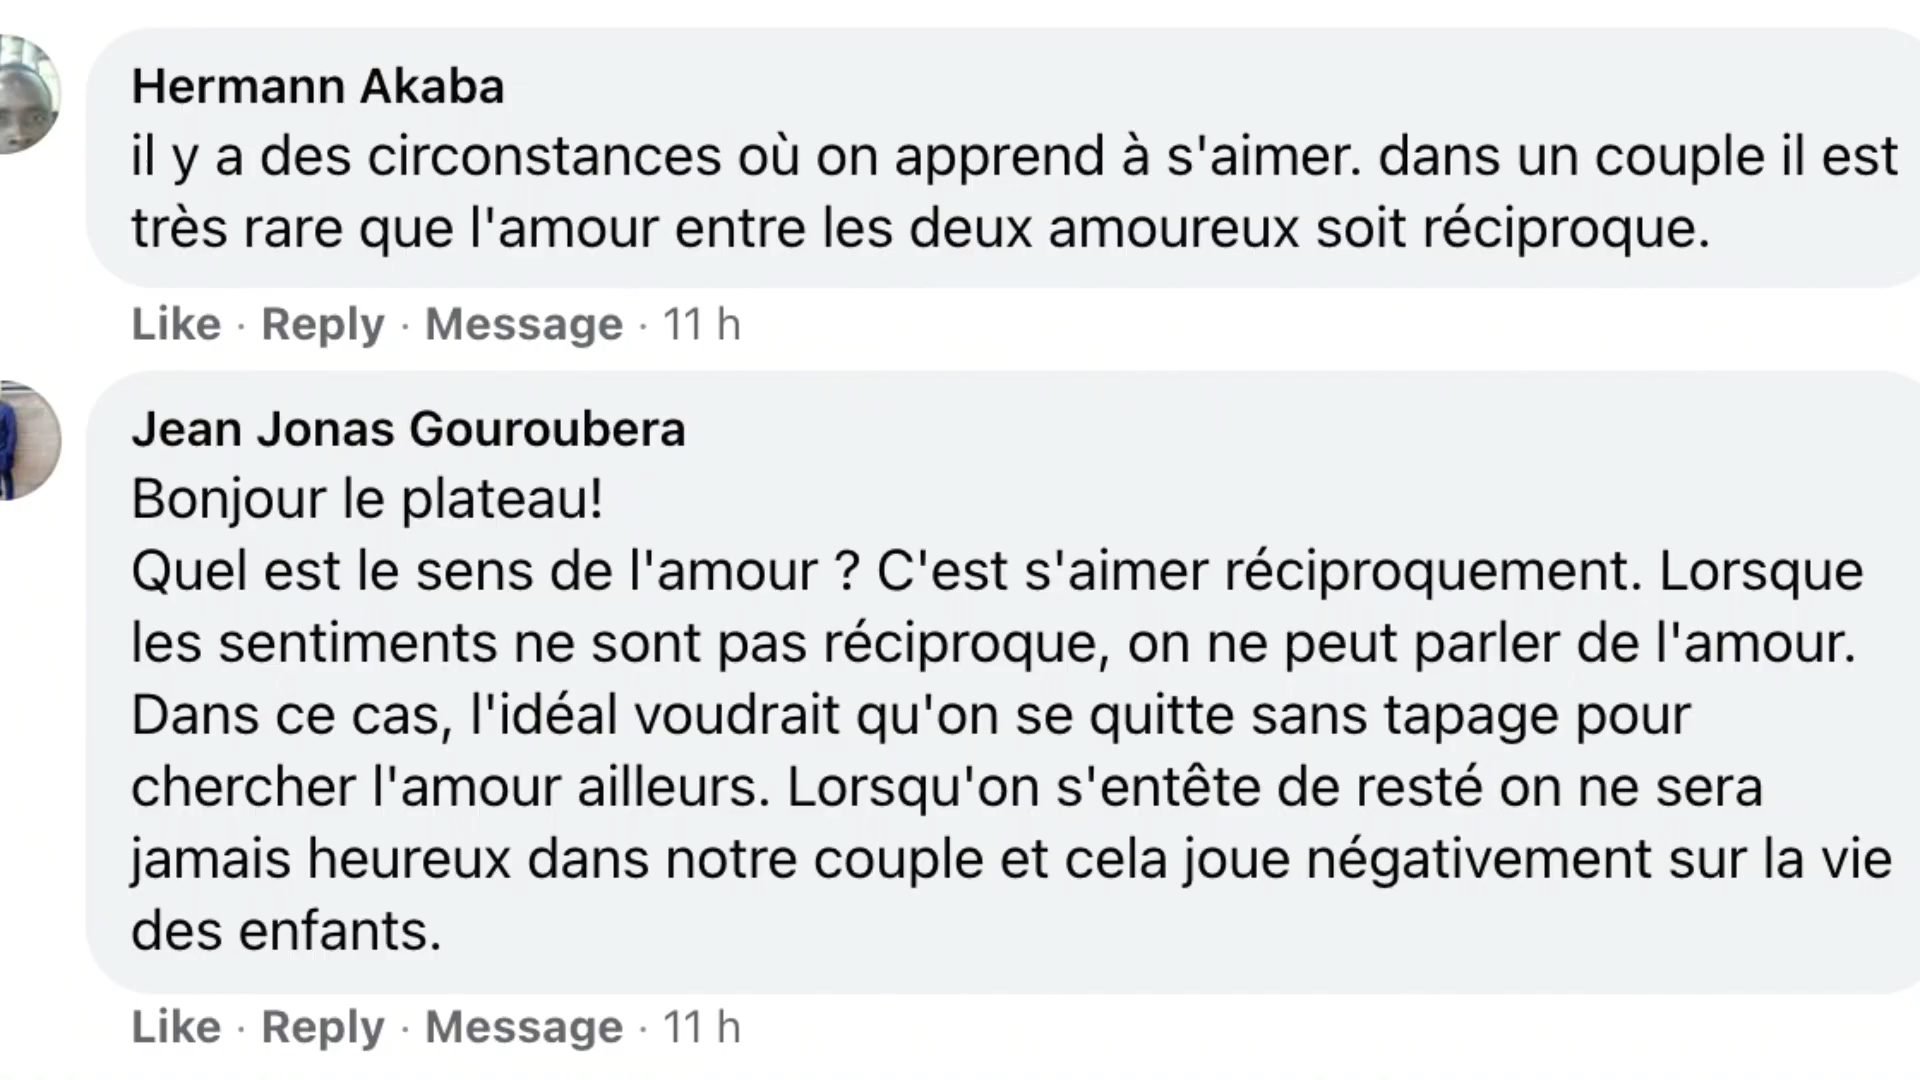 Hermann Akaba
il y a des circonstances où on apprend à s'aimer. dans un couple il est
très rare que l'amour entre les deux amoureux soit réciproque.
Like · Reply · Message · 11 h
Jean Jonas Gouroubera
Bonjour le plateau!
Quel est le sens de l'amour ? C'est s'aimer réciproquement. Lorsque
les sentiments ne sont pas réciproque, on ne peut parler de l'amour.
Dans ce cas, l'idéal voudrait qu'on se quitte sans tapage pour
chercher l'amour ailleurs. Lorsqu'on s'entête de resté on ne sera
jamais heureux dans notre couple et cela joue négativement sur la vie
des enfants.
Like · Reply · Message · 11 h